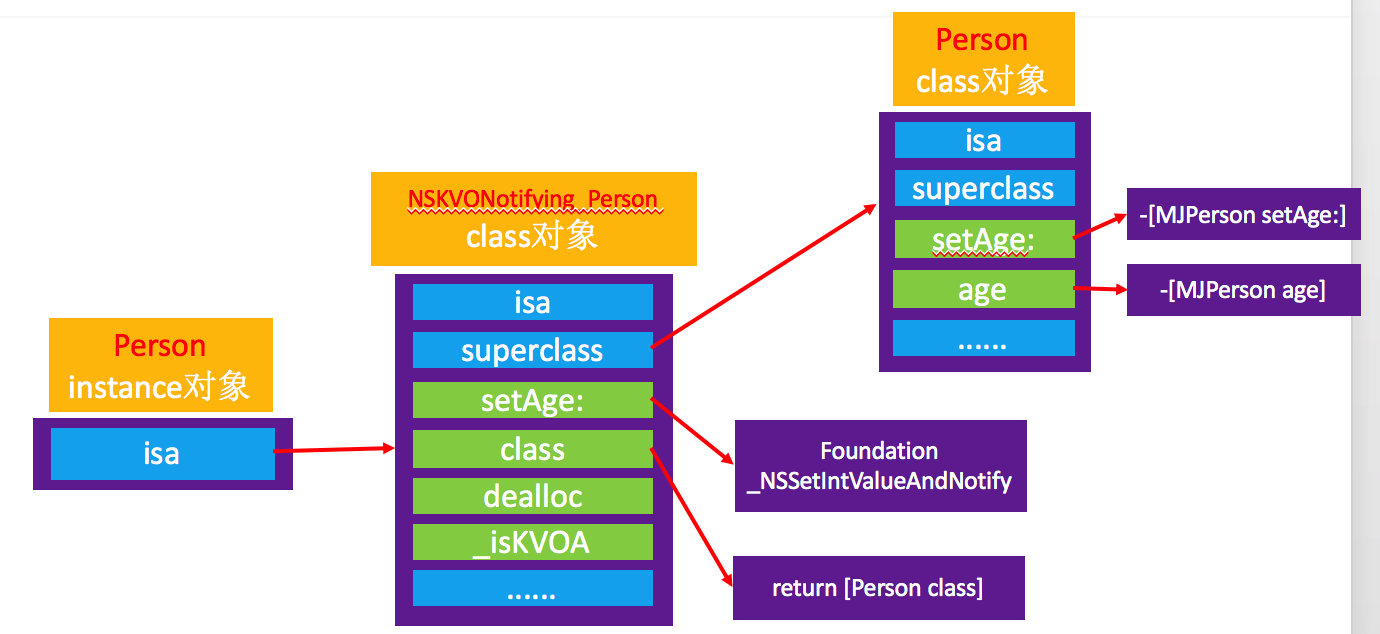 Person
instance对象
isa
NSKVONotifying_Person
class对象
isa
superclass
setAge:
class
dealloc
_isKVOA
......
Foundation
_NSSetIntValueAndNotify
return [Person class]
Person
class对象
isa
superclass
setAge:
age
......
-[MJPerson setAge:]
-[MJPerson age]